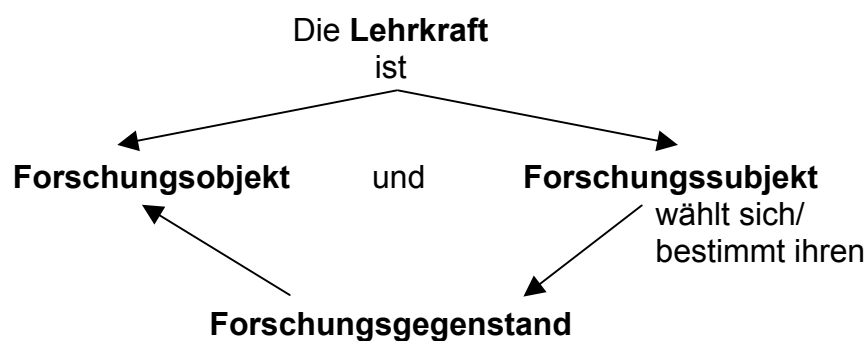 Die Lehrkraft
ist
Forschungsobjekt und Forschungssubjekt
wählt sich/
bestimmt ihren
Forschungsgegenstand